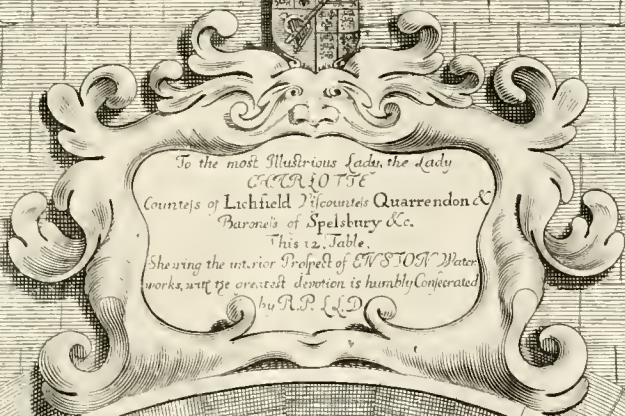 To the most Illustrious Lady, the Lady
CHARLOTTE
Counteſs of Lichfield Viſcounteſs Quarrendon &
Baroneſs of Spelsbury &c.
This 12. Table.
Shewing the interior Proſpect of ENSTON Water
works, with the greatest devotion is humbly Conſecrated
by R.P. LLD